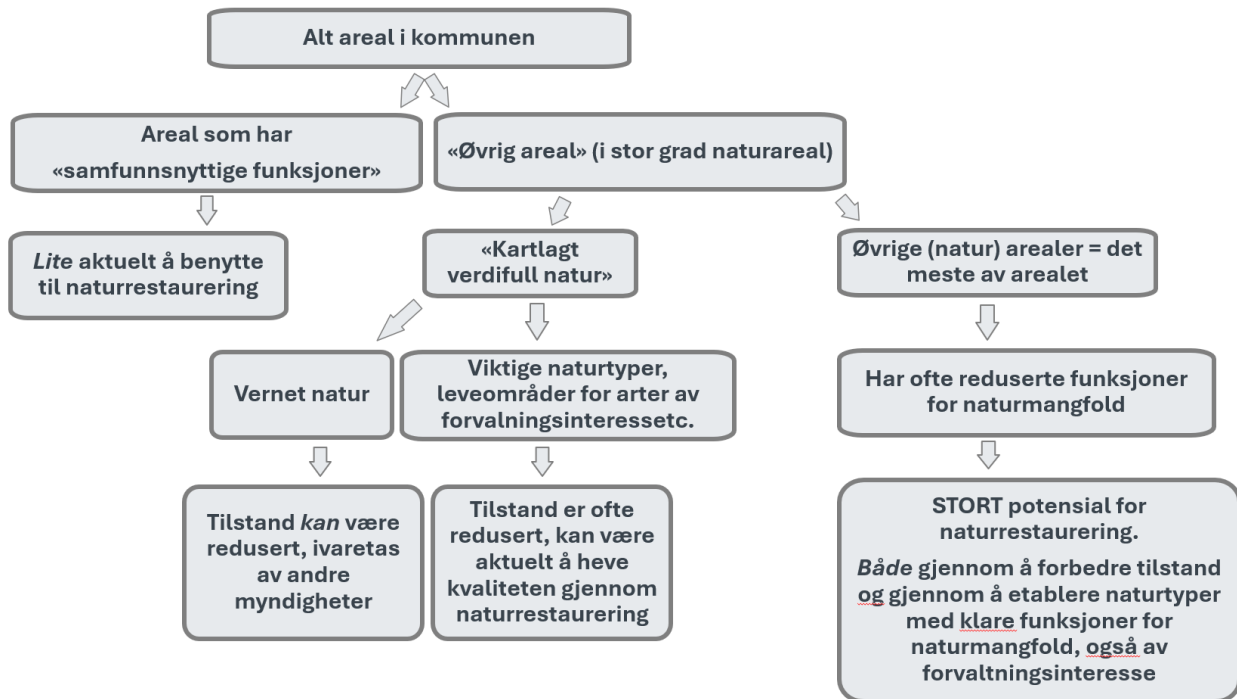 Alt areal i kommunen
Areal som har
«samfunnsnyttige funksjoner»
«Øvrig areal» (i stor grad naturareal)
Lite aktuelt å benytte
til naturrestaurering
«Kartlagt
verdifull natur»
Øvrige (natur) arealer = det
meste av arealet
Vernet natur
Viktige naturtyper,
leveområder for arter av
forvalningsinteressetc.
Har ofte reduserte funksjoner
for naturmangfold
Tilstand kan være
redusert, ivaretas
av andre
myndigheter
Tilstand er ofte
redusert, kan være
aktuelt å heve
kvaliteten gjennom
naturrestaurering
STORT potensial for
naturrestaurering.
Både gjennom å forbedre tilstand
og gjennom å etablere naturtyper
med klare funksjoner for
naturmangfold, også av
forvaltningsinteresse